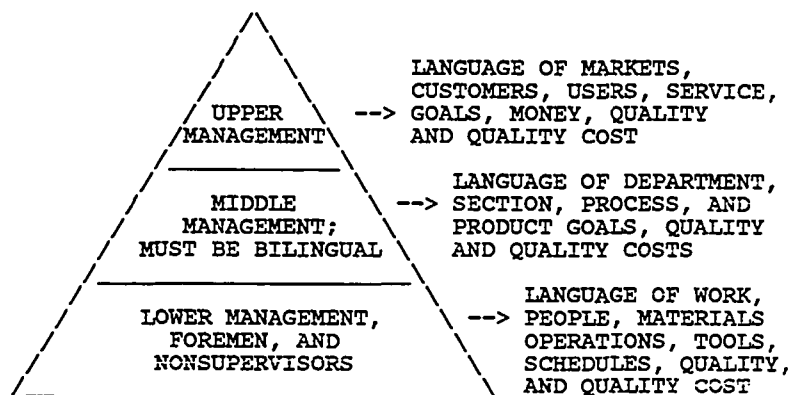 UPPER
MANAGEMENT
-->
LANGUAGE OF MARKETS,
CUSTOMERS, USERS, SERVICE,
GOALS, MONEY, QUALITY
AND QUALITY COST
MIDDLE
MANAGEMENT;
MUST BE BILINGUAL
-->
LANGUAGE OF DEPARTMENT,
SECTION, PROCESS, AND
PRODUCT GOALS, QUALITY
AND QUALITY COSTS
LOWER MANAGEMENT,
FOREMEN, AND
NONSUPERVISORS
-->
LANGUAGE OF WORK,
PEOPLE, MATERIALS
OPERATIONS, TOOLS,
SCHEDULES, QUALITY,
AND QUALITY COST